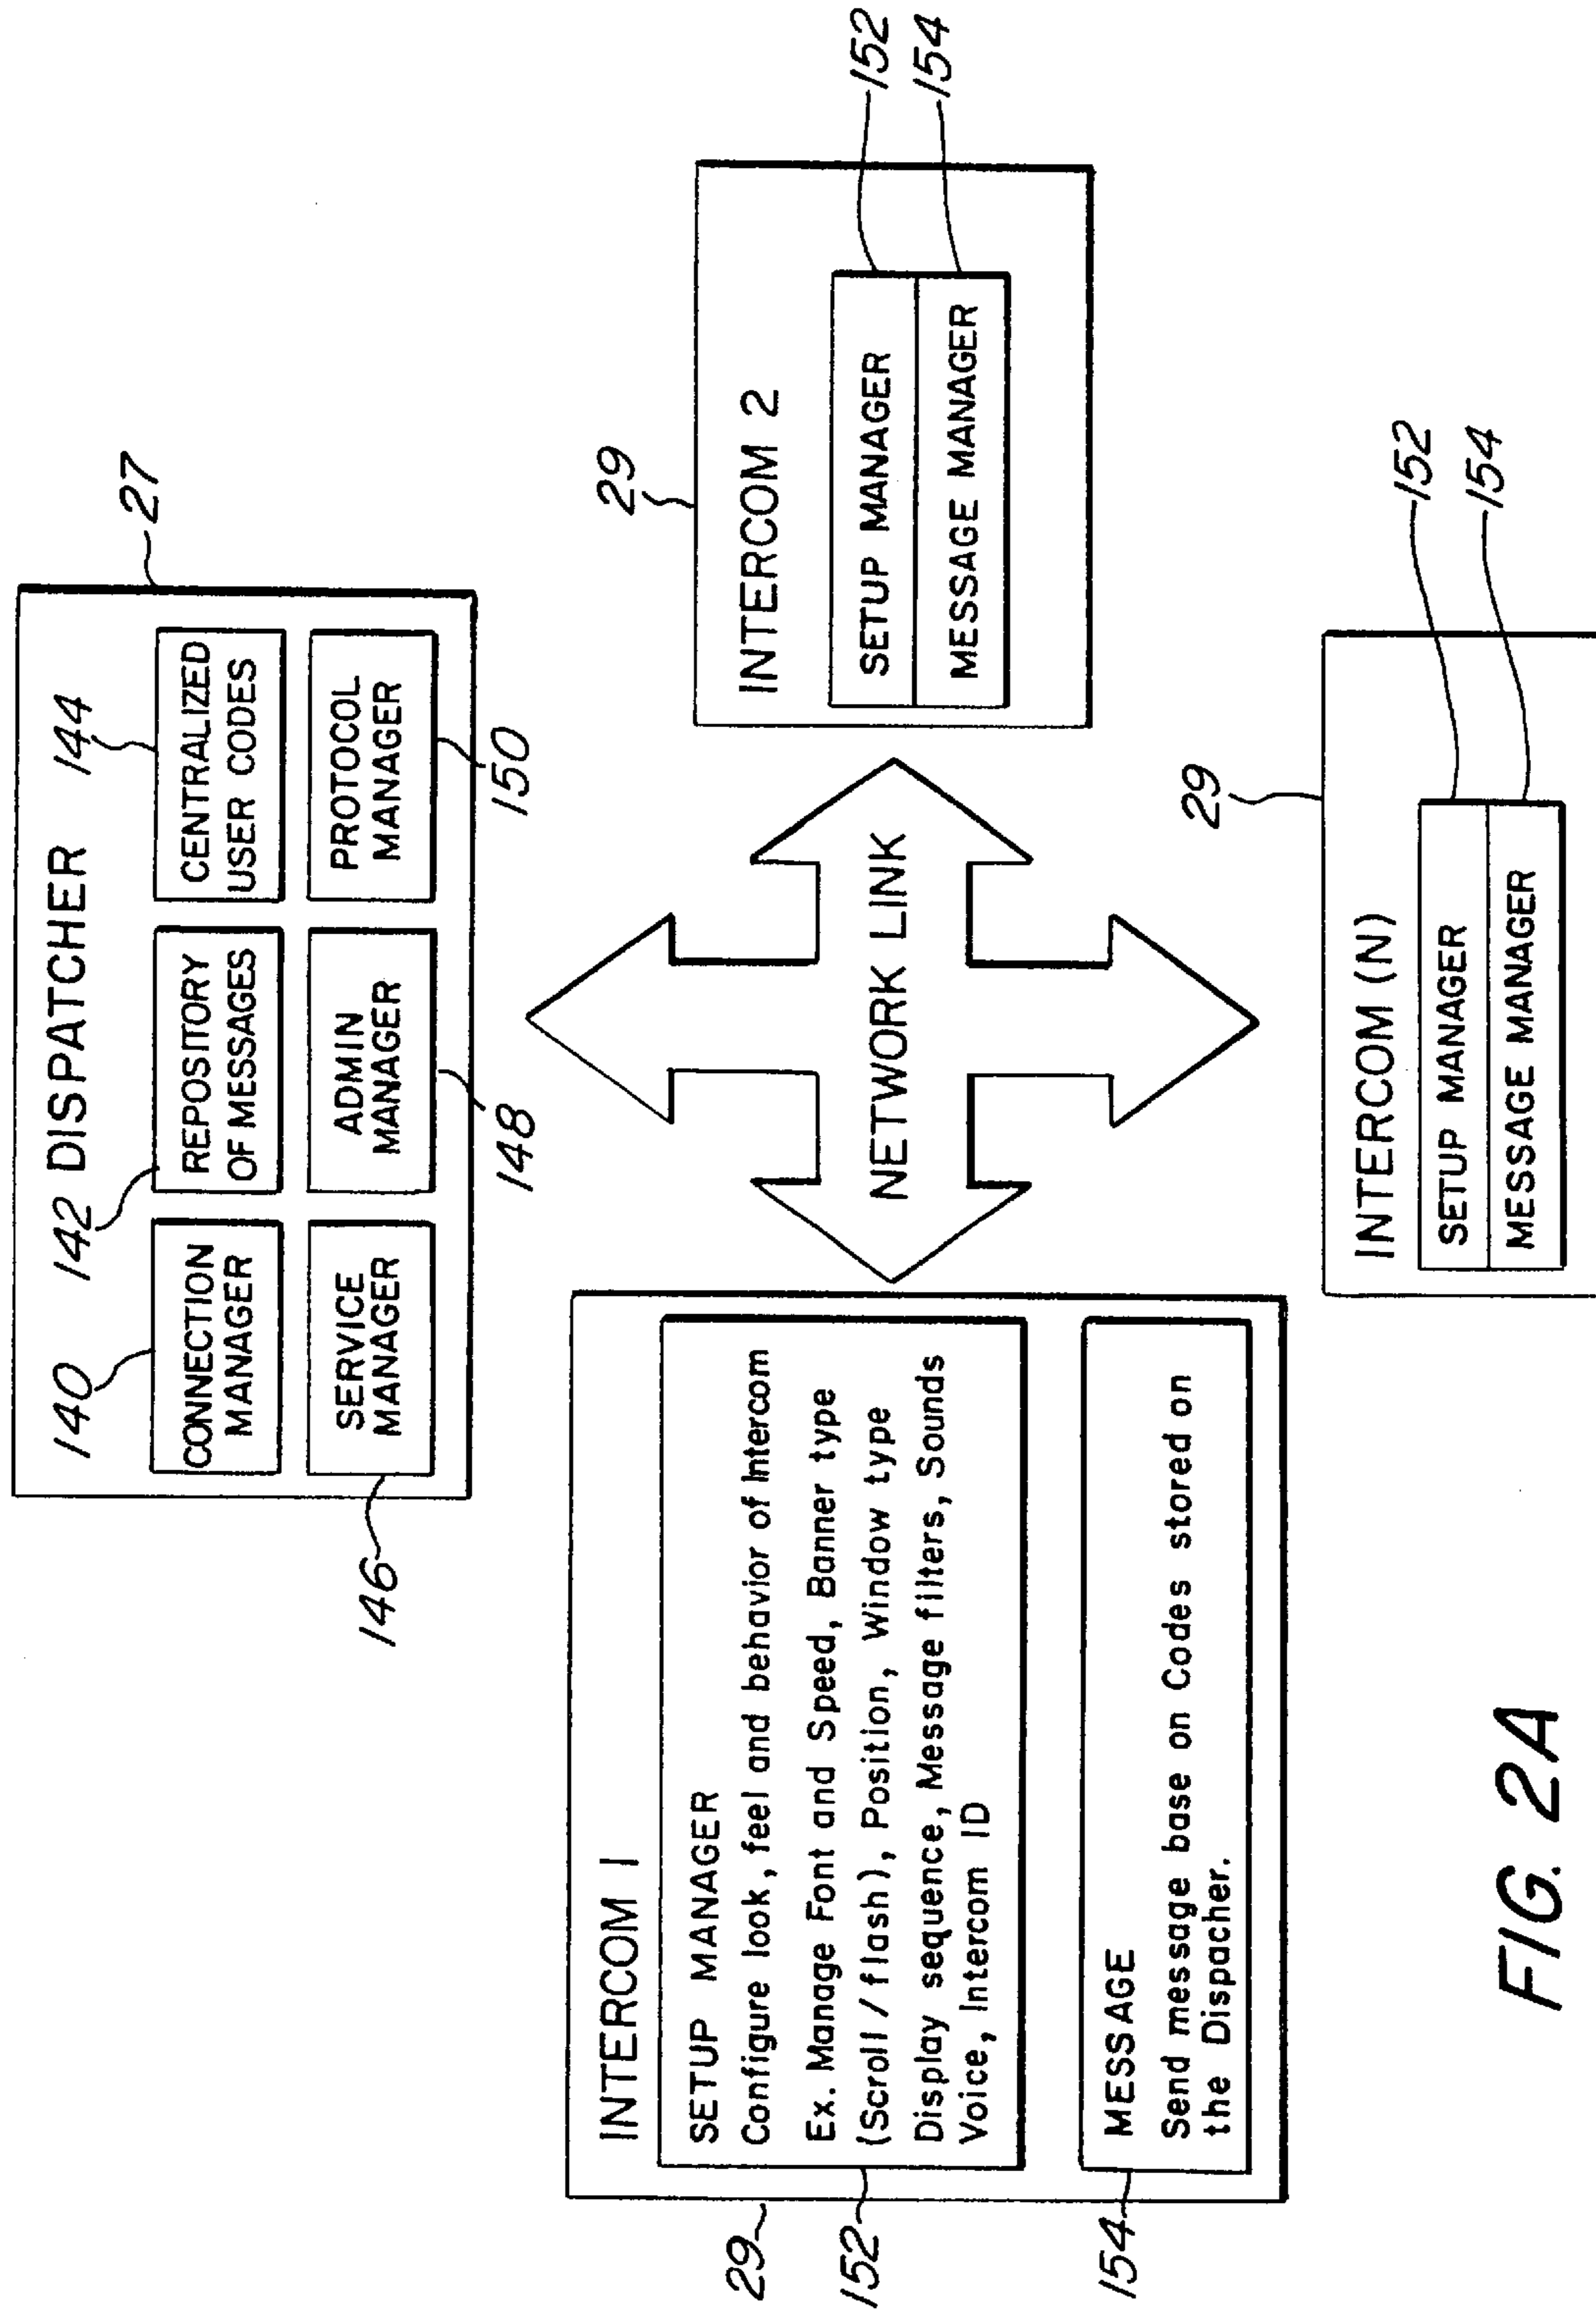 DISPATCHER
27
140
142
144
CONNECTION
MANAGER
REPOSITORY
OF MESSAGES
CENTRALIZED
USER CODES
SERVICE
MANAGER
ADMIN
MANAGER
PROTOCOL
MANAGER
146
148
150
NETWORK LINK
INTERCOM 1
29
SETUP MANAGER
Configure look, feel and behavior of Intercom
Ex. Manage Font and Speed, Banner type
(Scroll/flash), Position, Window type
Display sequence, Message filters, Sounds
Voice, Intercom ID
152
MESSAGE
Send message base on Codes stored on
the Dispacher.
154
29
INTERCOM 2
SETUP MANAGER
152
MESSAGE MANAGER
154
29
INTERCOM (N)
SETUP MANAGER
152
MESSAGE MANAGER
154
FIG. 2A